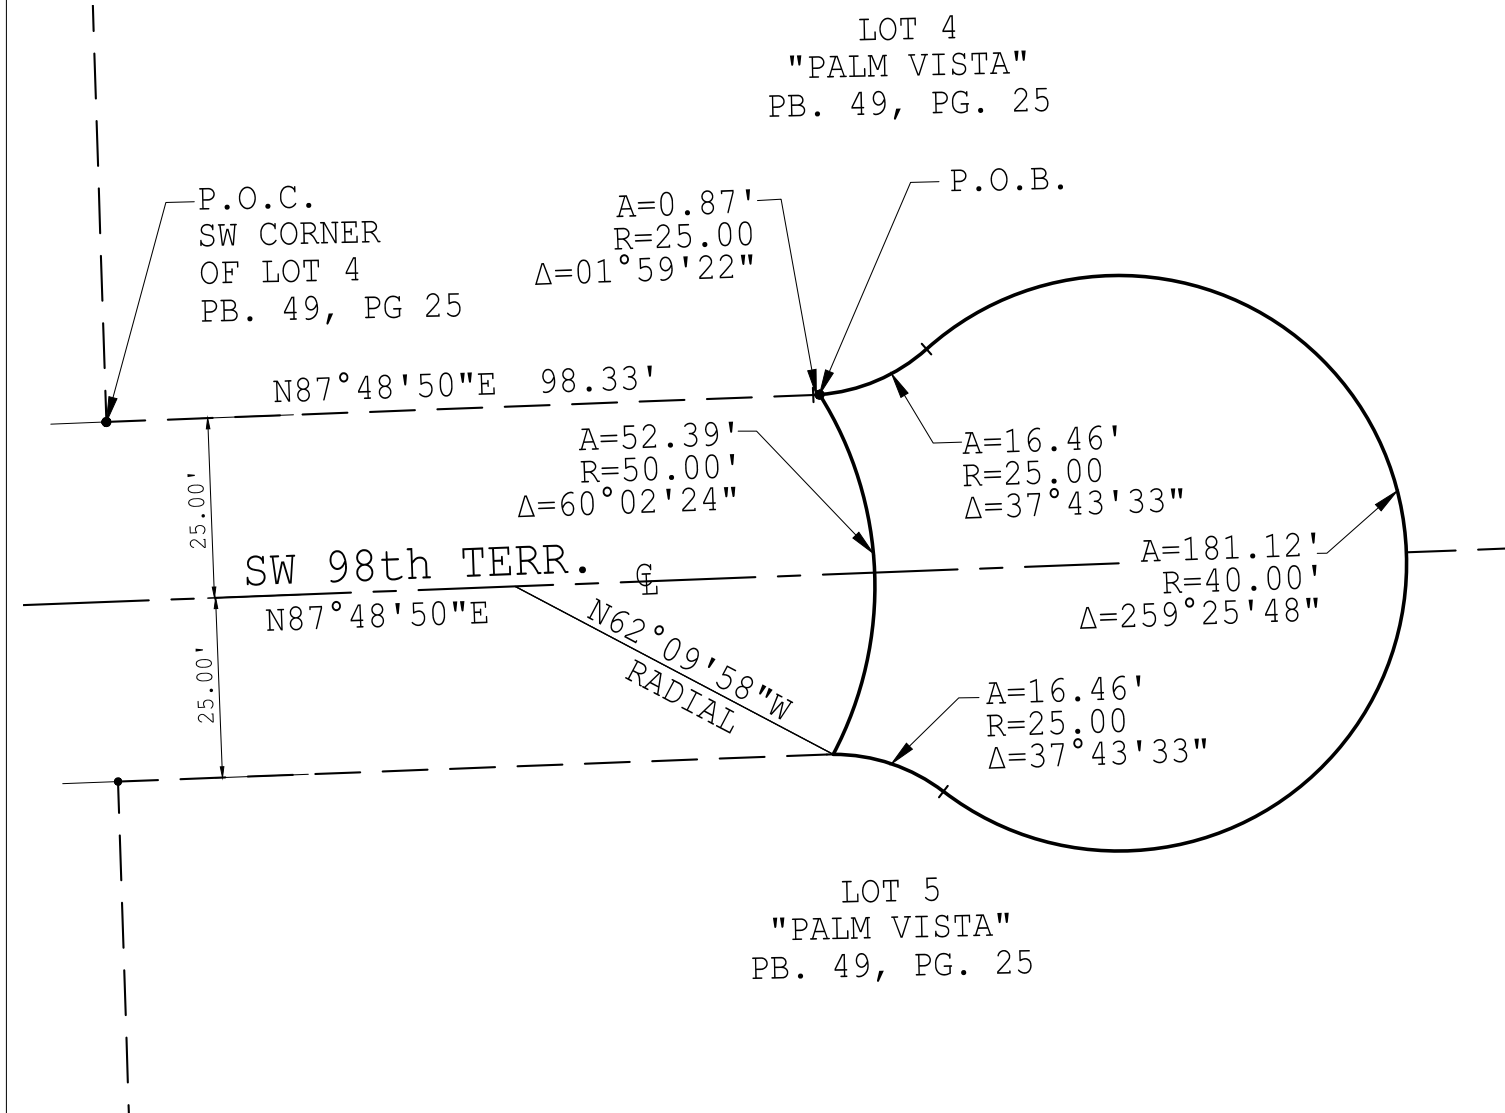 LOT 4
"PALM VISTA"
PB. 49, PG. 25
P.O.C.
SW CORNER
OF LOT 4
PB. 49, PG 25
A=0.87'
R=25.00
Δ=01°59'22"
P.O.B.
N87°48'50"E 98.33'
A=52.39'
R=50.00'
Δ=60°02'24"
A=16.46'
R=25.00
Δ=37°43'33"
25.00'
SW 98th TERR.
℄
N87°48'50"E
A=181.12'
R=40.00'
Δ=259°25'48"
N62°09'58"W
RADIAL
25.00'
A=16.46'
R=25.00
Δ=37°43'33"
LOT 5
"PALM VISTA"
PB. 49, PG. 25